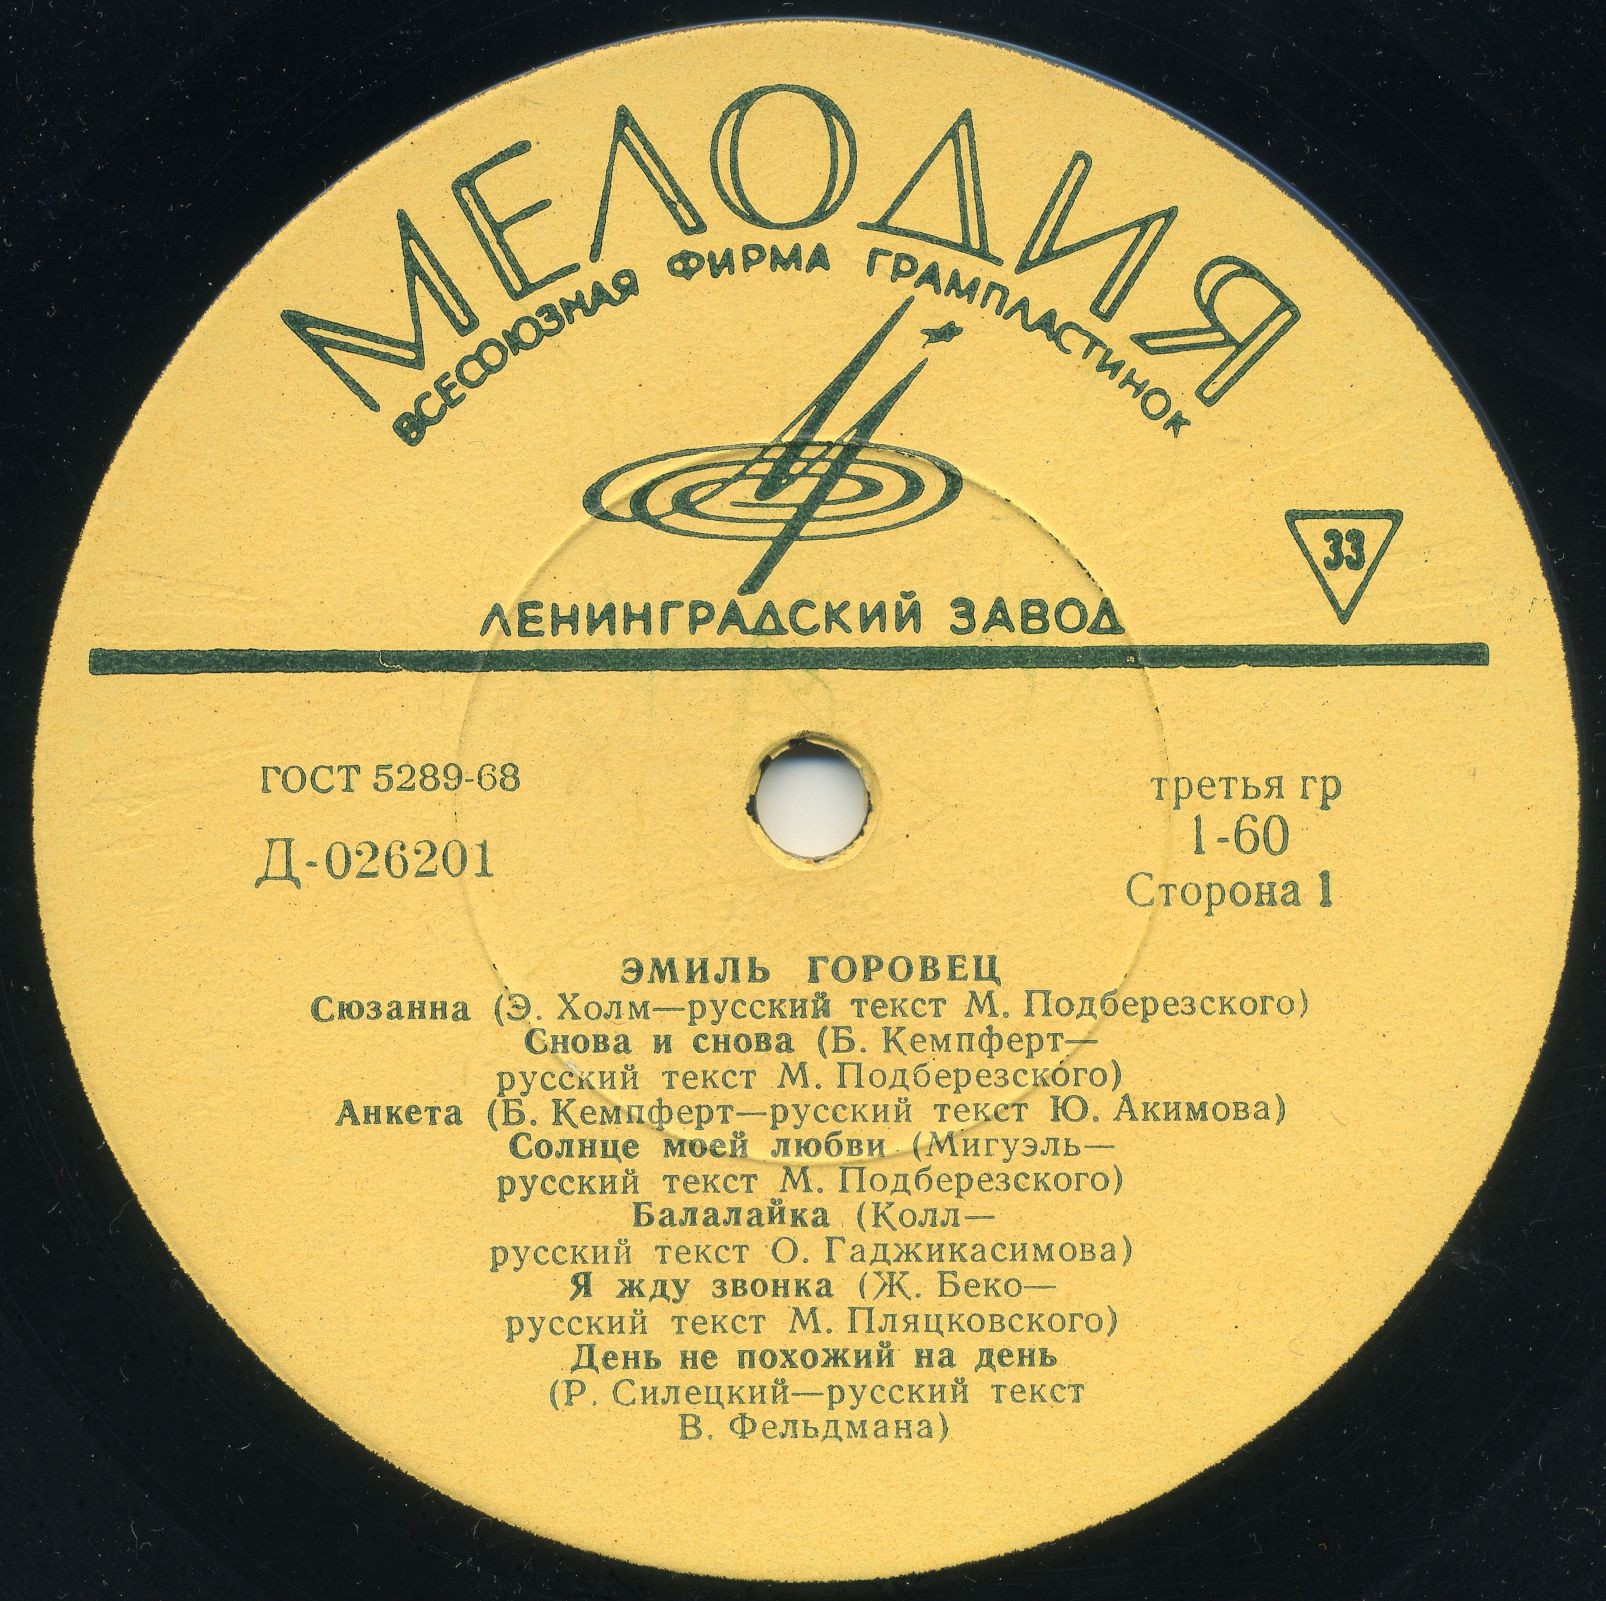 МЕЛОДИЯ
ВСЕСОЮЗНАЯ ФИРМА ГРАМПЛАСТИНОК
33
ЛЕНИНГРАДСКИЙ ЗАВОД
ГОСТ 5289-68
Д-026201
третья гр
1-60
Сторона 1
ЭМИЛЬ ГОРОВЕЦ
Сюзанна (Э. Холм—русский текст М. Подберезского)
Снова и снова (Б. Кемпферт—
русский текст М. Подберезского)
Анкета (Б. Кемпферт—русский текст Ю. Акимова)
Солнце моей любви (Мигуэль—
русский текст М. Подберезского)
Балалайка (Колл—
русский текст О. Гаджикасимова)
Я жду звонка (Ж. Беко—
русский текст М. Пляцковского)
День не похожий на день
(Р. Силецкий—русский текст
В. Фельдмана)